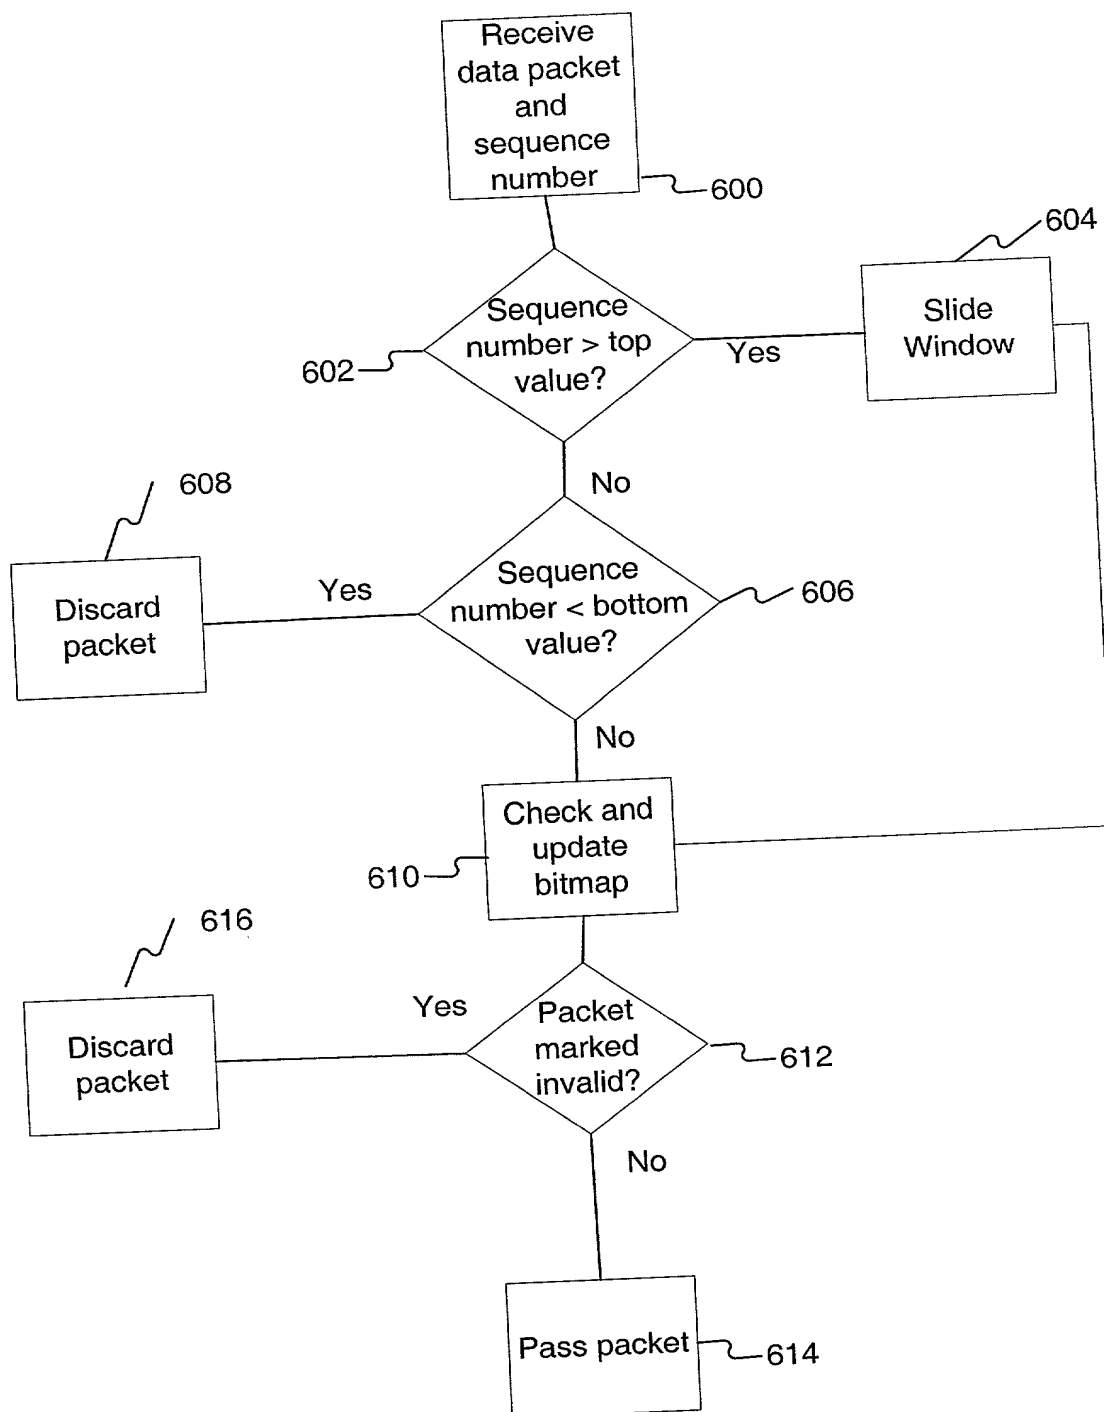 Receive
data packet
and
sequence
number
600
604
Sequence
number > top
value?
602
Yes
Slide
Window
No
608
Sequence
number < bottom
value?
606
Yes
Discard
packet
No
Check and
update
bitmap
610
616
Yes
Packet
marked
invalid?
612
Discard
packet
No
Pass packet
614